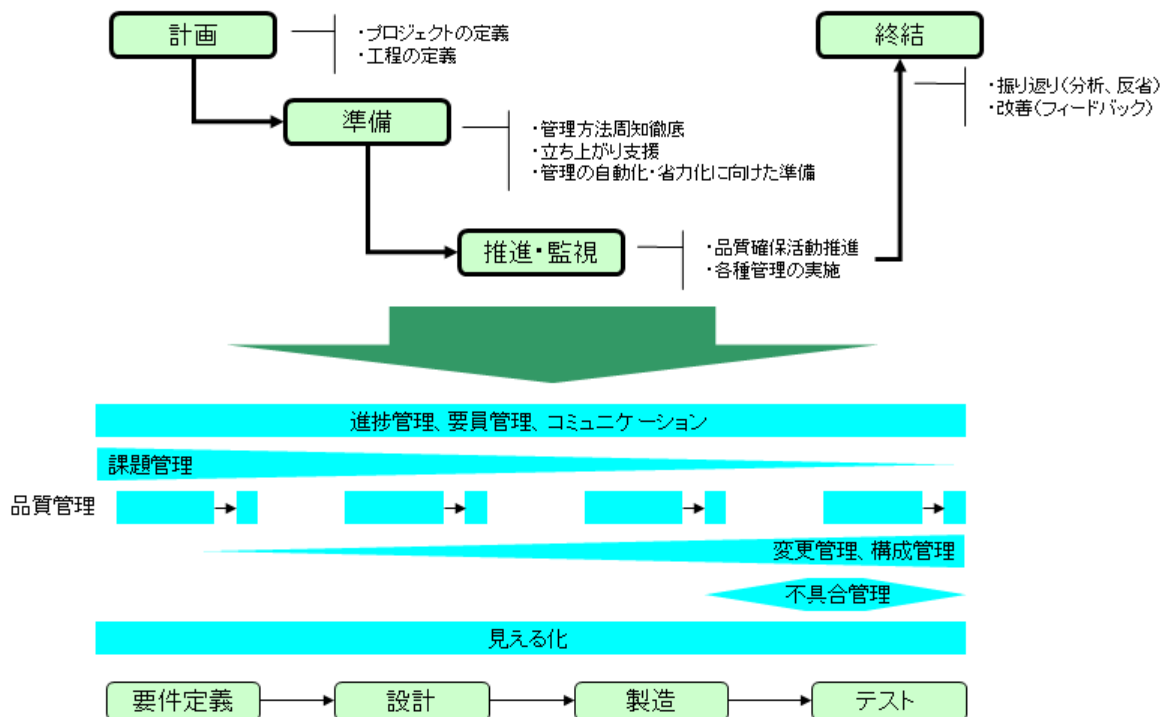 計画
・プロジェクトの定義
・工程の定義
終結
・振り返り(分析、反省)
・改善(フィードバック)
準備
・管理方法周知徹底
・立ち上がり支援
・管理の自動化・省力化に向けた準備
推進・監視
・品質確保活動推進
・各種管理の実施
進捗管理、要員管理、コミュニケーション
課題管理
品質管理
変更管理、構成管理
不具合管理
見える化
要件定義
設計
製造
テスト